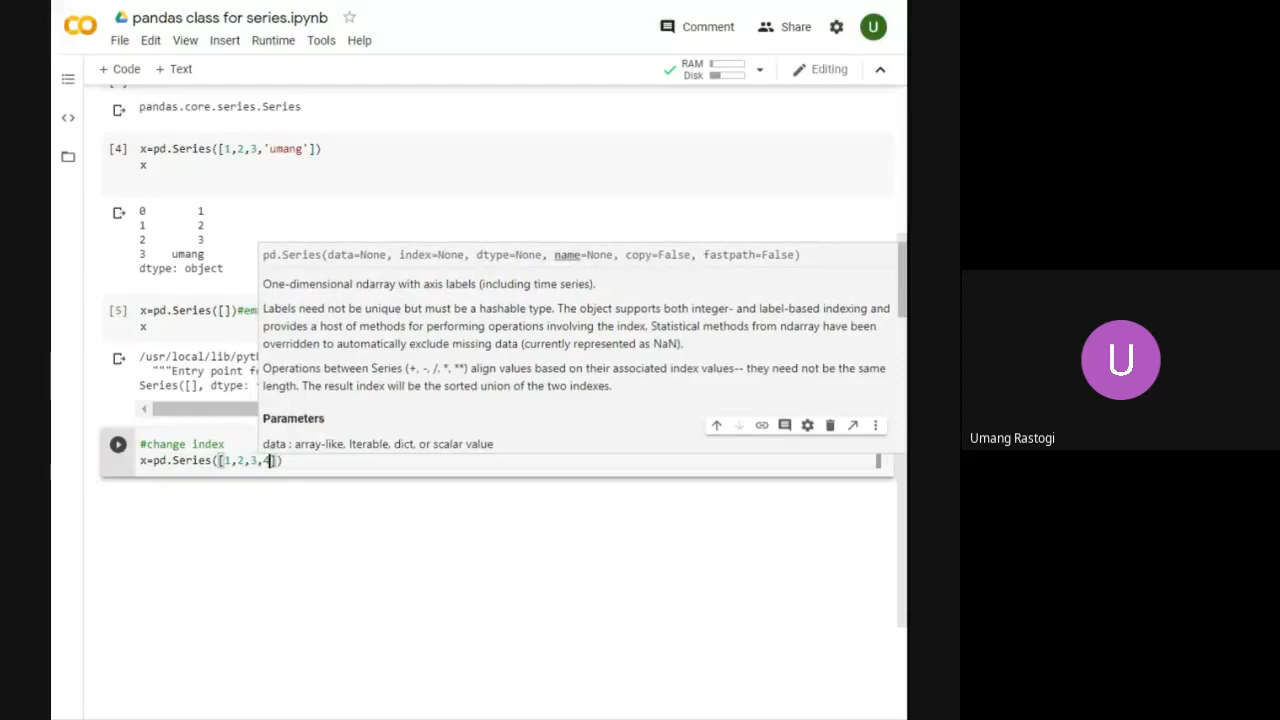 CO pandas class for series.ipynb
File Edit View Insert Runtime Tools Help
Comment Share U
+ Code + Text
RAM
Disk
Editing
pandas.core.series.Series
[4] x=pd.Series([1,2,3,'umang'])
x
0 1
1 2
2 3
3 umang
dtype: object
pd.Series(data=None, index=None, dtype=None, name=None, copy=False, fastpath=False)
One-dimensional ndarray with axis labels (including time series).
Labels need not be unique but must be a hashable type. The object supports both integer- and label-based indexing and
provides a host of methods for performing operations involving the index. Statistical methods from ndarray have been
overridden to automatically exclude missing data (currently represented as NaN).
Operations between Series (+, -, /, *, **) align values based on their associated index values-- they need not be the same
length. The result index will be the sorted union of the two indexes.
Parameters
data : array-like, Iterable, dict, or scalar value
[5] x=pd.Series([])#em
x
/usr/local/lib/pyth
"""Entry point f
Series([], dtype:
#change index
x=pd.Series([1,2,3,4])
U
Umang Rastogi